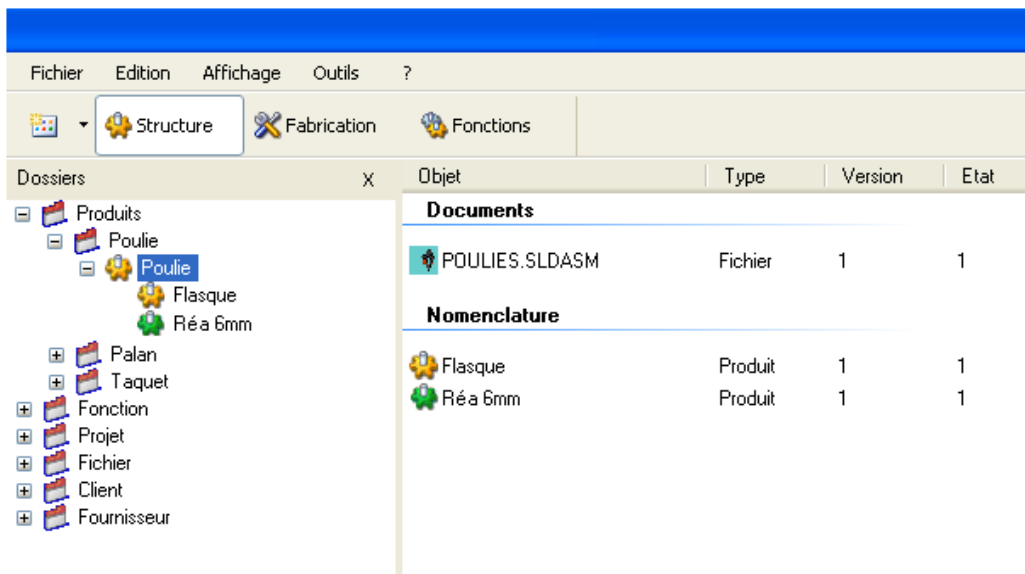 Fichier Edition Affichage Outils ?
Structure Fabrication Fonctions
Dossiers x
Objet Type Version Etat
Produits
Poulie
Poulie
Flasque
Réa 6mm
Palan
Taquet
Fonction
Projet
Fichier
Client
Fournisseur
Documents
POULIES.SLDASM Fichier 1 1
Nomenclature
Flasque Produit 1 1
Réa 6mm Produit 1 1